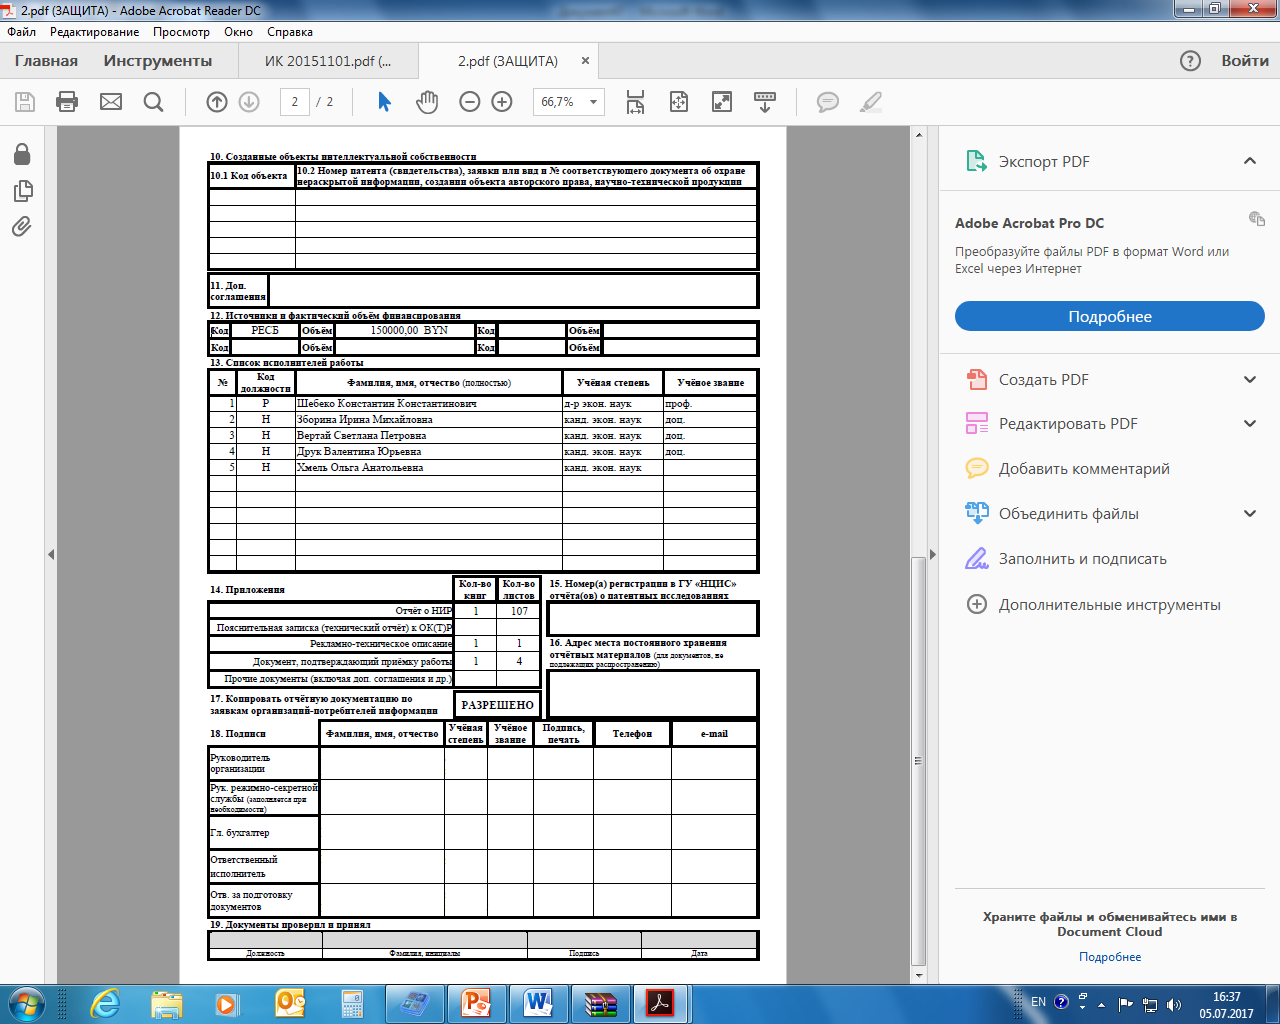 2.pdf (ЗАЩИТА) - Adobe Acrobat Reader DC
Файл Редактирование Просмотр Окно Справка
Главная Инструменты ИК 20151101.pdf (... 2.pdf (ЗАЩИТА) × Войти
2 / 2 66,7%
10. Созданные объекты интеллектуальной собственности
10.1 Код объекта
10.2 Номер патента (свидетельства), заявки или вид и № соответствующего документа об охране
нераскрытой информации, создании объекта авторского права, научно-технической продукции
11. Доп.
соглашения
12. Источники и фактический объём финансирования
Код РЕСБ Объём 150000,00 BYN Код Объём
Код Объём Код Объём
13. Список исполнителей работы
№ Код должности Фамилия, имя, отчество (полностью) Учёная степень Учёное звание
1 Р Шебеко Константин Константинович д-р экон. наук проф.
2 Н Зборина Ирина Михайловна канд. экон. наук доц.
3 Н Вертай Светлана Петровна канд. экон. наук доц.
4 Н Друк Валентина Юрьевна канд. экон. наук доц.
5 Н Хмель Ольга Анатольевна канд. экон. наук
14. Приложения Кол-во книг Кол-во листов
Отчёт о НИР 1 107
Пояснительная записка (технический отчёт) к ОК(Т)Р
Рекламно-техническое описание 1 1
Документ, подтверждающий приёмку работы 1 4
Прочие документы (включая доп. соглашения и др.)
15. Номер(а) регистрации в ГУ «НЦИС»
отчёта(ов) о патентных исследованиях
16. Адрес места постоянного хранения
отчётных материалов (для документов, не
подлежащих распространению)
17. Копировать отчётную документацию по
заявкам организаций-потребителей информации
РАЗРЕШЕНО
18. Подписи Фамилия, имя, отчество Учёная степень Учёное звание Подпись, печать Телефон e-mail
Руководитель
организации
Рук. режимно-секретной
службы (заполняется при
необходимости)
Гл. бухгалтер
Ответственный
исполнитель
Отв. за подготовку
документов
19. Документы проверил и принял
Должность Фамилия, инициалы Подпись Дата
Экспорт PDF
Adobe Acrobat Pro DC
Преобразуйте файлы PDF в формат Word или
Excel через Интернет
Подробнее
Создать PDF
Редактировать PDF
Добавить комментарий
Объединить файлы
Заполнить и подписать
Дополнительные инструменты
Храните файлы и обменивайтесь ими в
Document Cloud
Подробнее
EN 16:37
05.07.2017